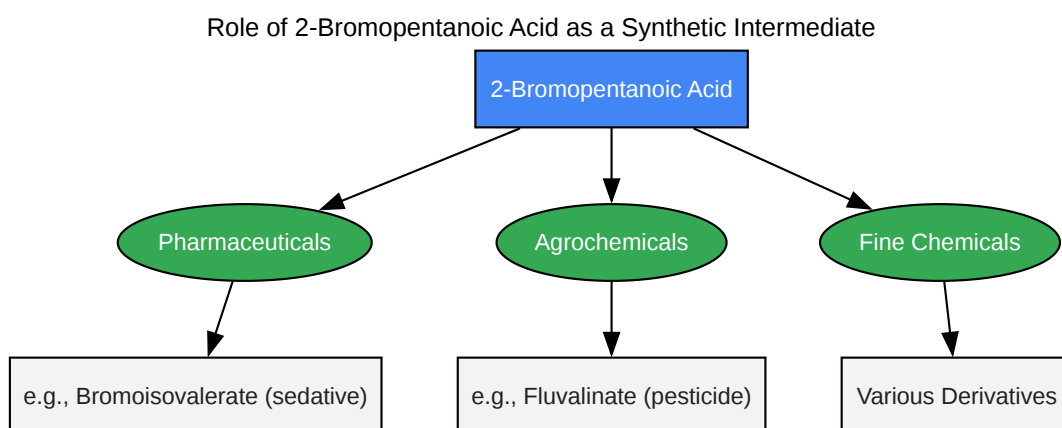 Role of 2-Bromopentanoic Acid as a Synthetic Intermediate
2-Bromopentanoic Acid
Pharmaceuticals
Agrochemicals
Fine Chemicals
e.g., Bromoisovalerate (sedative)
e.g., Fluvalinate (pesticide)
Various Derivatives